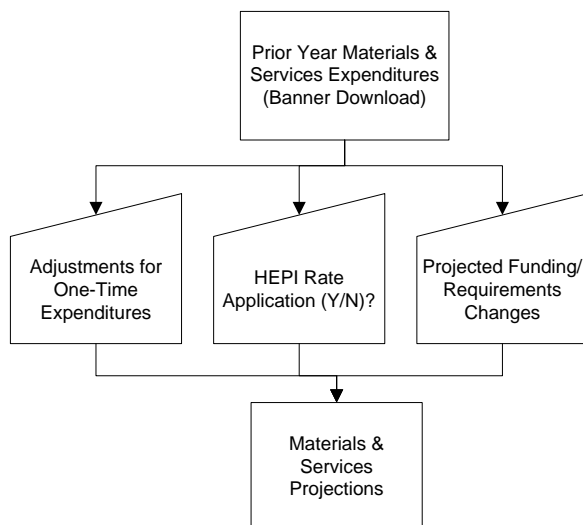 Prior Year Materials &
Services Expenditures
(Banner Download)
Adjustments for
One-Time
Expenditures
HEPI Rate
Application (Y/N)?
Projected Funding/
Requirements
Changes
Materials &
Services
Projections